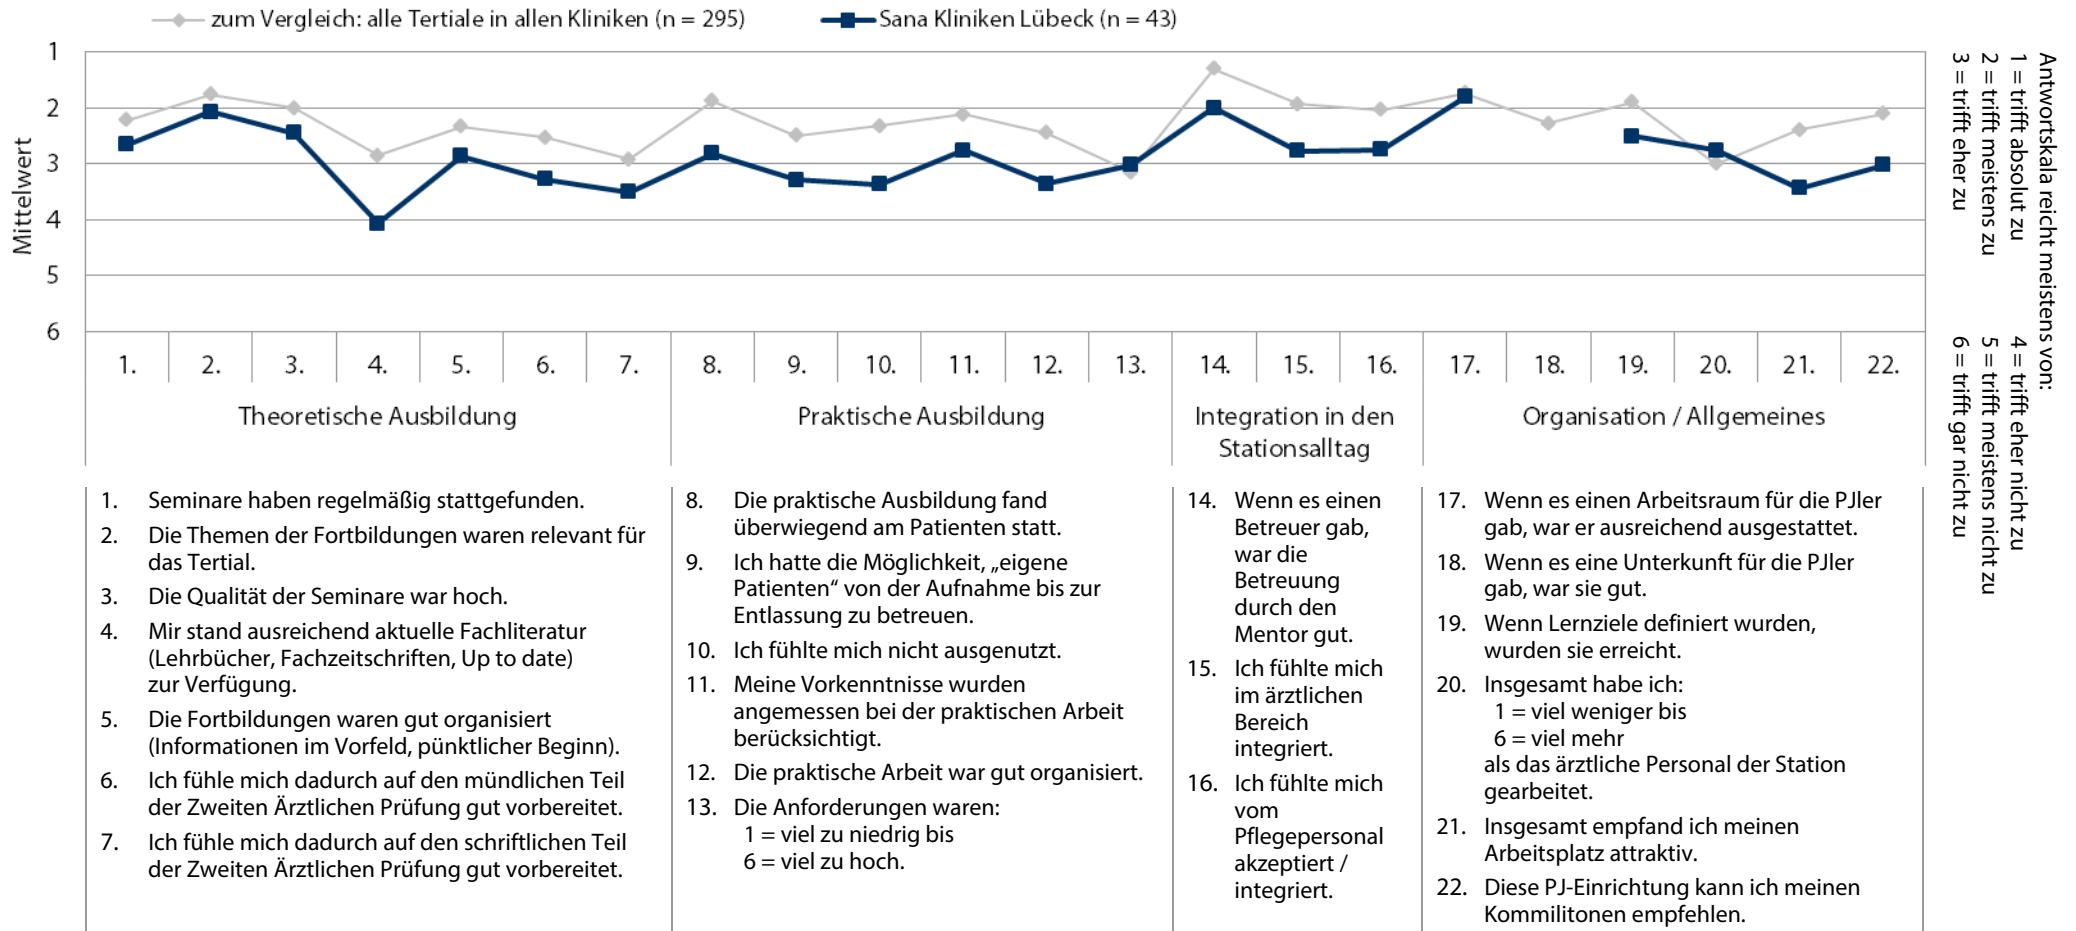 zum Vergleich: alle Tertiale in allen Kliniken (n = 295)
Sana Kliniken Lübeck (n = 43)
Mittelwert
1
2
3
4
5
6
1. 2. 3. 4. 5. 6. 7. 8. 9. 10. 11. 12. 13. 14. 15. 16. 17. 18. 19. 20. 21. 22.
Theoretische Ausbildung
Praktische Ausbildung
Integration in den
Stationsalltag
Organisation / Allgemeines
Antwortskala reicht meistens von:
1 = trifft absolut zu
2 = trifft meistens zu
3 = trifft eher zu
4 = trifft eher nicht zu
5 = trifft meistens nicht zu
6 = trifft gar nicht zu
1. Seminare haben regelmäßig stattgefunden.
2. Die Themen der Fortbildungen waren relevant für
das Tertial.
3. Die Qualität der Seminare war hoch.
4. Mir stand ausreichend aktuelle Fachliteratur
(Lehrbücher, Fachzeitschriften, Up to date)
zur Verfügung.
5. Die Fortbildungen waren gut organisiert
(Informationen im Vorfeld, pünktlicher Beginn).
6. Ich fühle mich dadurch auf den mündlichen Teil
der Zweiten Ärztlichen Prüfung gut vorbereitet.
7. Ich fühle mich dadurch auf den schriftlichen Teil
der Zweiten Ärztlichen Prüfung gut vorbereitet.
8. Die praktische Ausbildung fand
überwiegend am Patienten statt.
9. Ich hatte die Möglichkeit, „eigene
Patienten“ von der Aufnahme bis zur
Entlassung zu betreuen.
10. Ich fühlte mich nicht ausgenutzt.
11. Meine Vorkenntnisse wurden
angemessen bei der praktischen Arbeit
berücksichtigt.
12. Die praktische Arbeit war gut organisiert.
13. Die Anforderungen waren:
1 = viel zu niedrig bis
6 = viel zu hoch.
14. Wenn es einen
Betreuer gab,
war die
Betreuung
durch den
Mentor gut.
15. Ich fühlte mich
im ärztlichen
Bereich
integriert.
16. Ich fühlte mich
vom
Pflegepersonal
akzeptiert /
integriert.
17. Wenn es einen Arbeitsraum für die PJler
gab, war er ausreichend ausgestattet.
18. Wenn es eine Unterkunft für die PJler
gab, war sie gut.
19. Wenn Lernziele definiert wurden,
wurden sie erreicht.
20. Insgesamt habe ich:
1 = viel weniger bis
6 = viel mehr
als das ärztliche Personal der Station
gearbeitet.
21. Insgesamt empfand ich meinen
Arbeitsplatz attraktiv.
22. Diese PJ-Einrichtung kann ich meinen
Kommilitonen empfehlen.